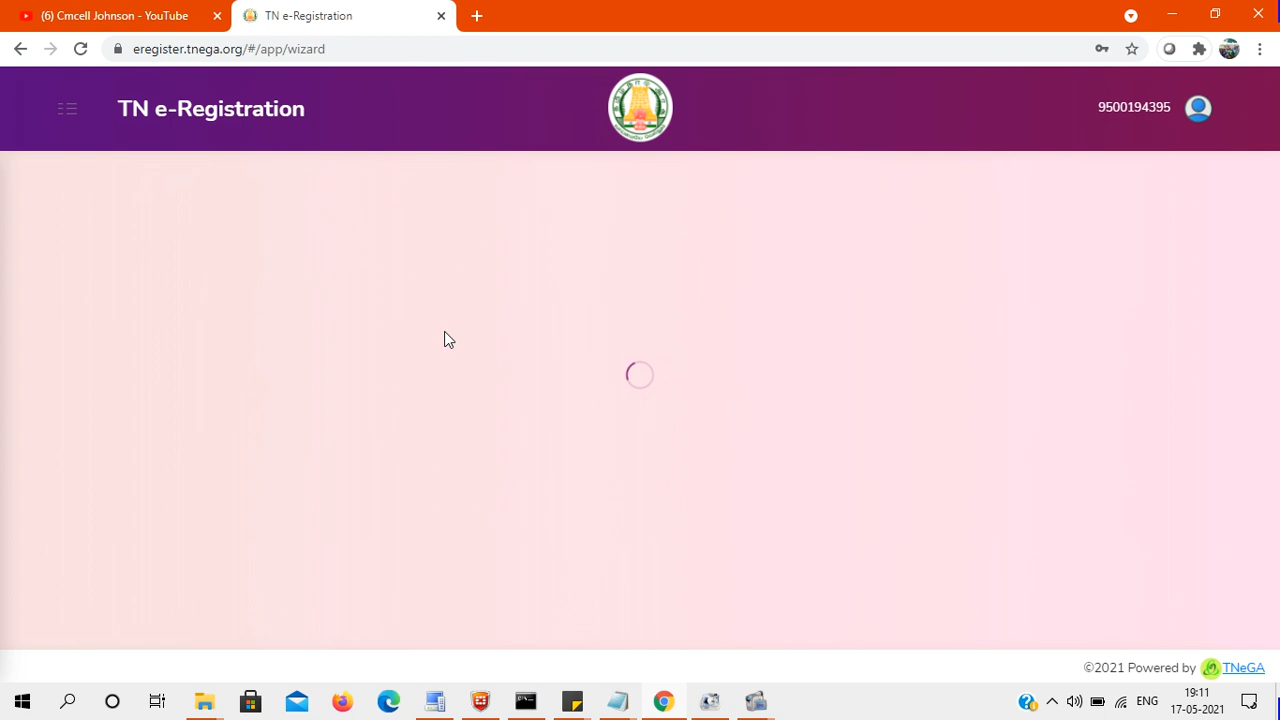 (6) Cmcell Johnson - YouTube
TN e-Registration
eregister.tnega.org/#/app/wizard
TN e-Registration
9500194395
©2021 Powered by TNeGA
ENG
19:11
17-05-2021